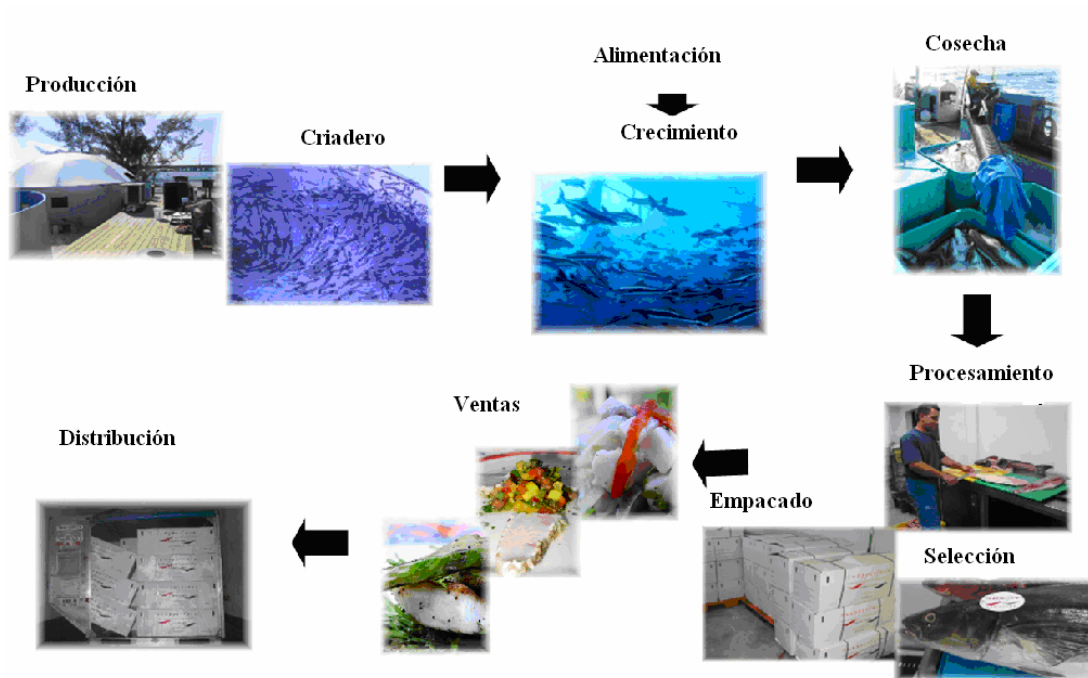 Producción
Criadero
Alimentación
Crecimiento
Cosecha
Procesamiento
Selección
Empacado
Ventas
Distribución